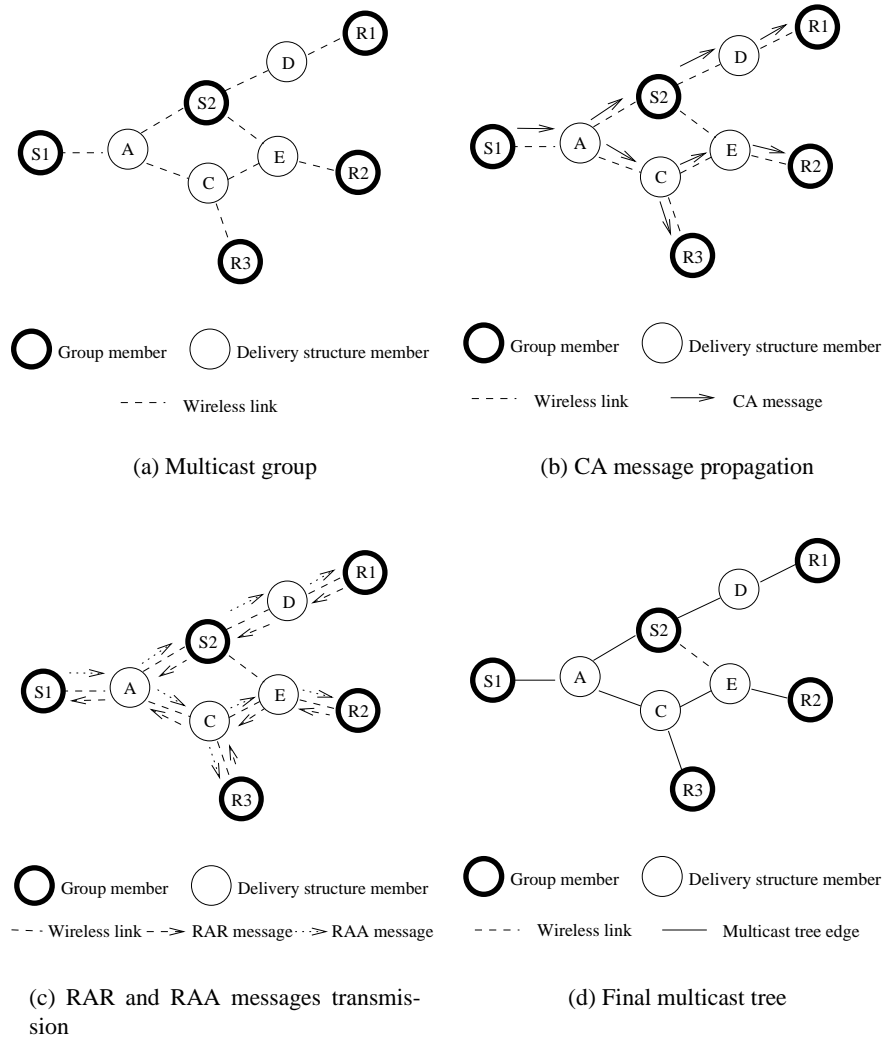 R1
D
S2
S1
A
E
C
R2
R3
Group member
Delivery structure member
Wireless link
(a) Multicast group
R1
D
S2
S1
A
E
C
R2
R3
Group member
Delivery structure member
Wireless link
CA message
(b) CA message propagation
R1
D
S2
S1
A
E
C
R2
R3
Group member
Delivery structure member
Wireless link
RAR message
RAA message
(c) RAR and RAA messages transmis-
sion
R1
D
S2
S1
A
E
C
R2
R3
Group member
Delivery structure member
Wireless link
Multicast tree edge
(d) Final multicast tree